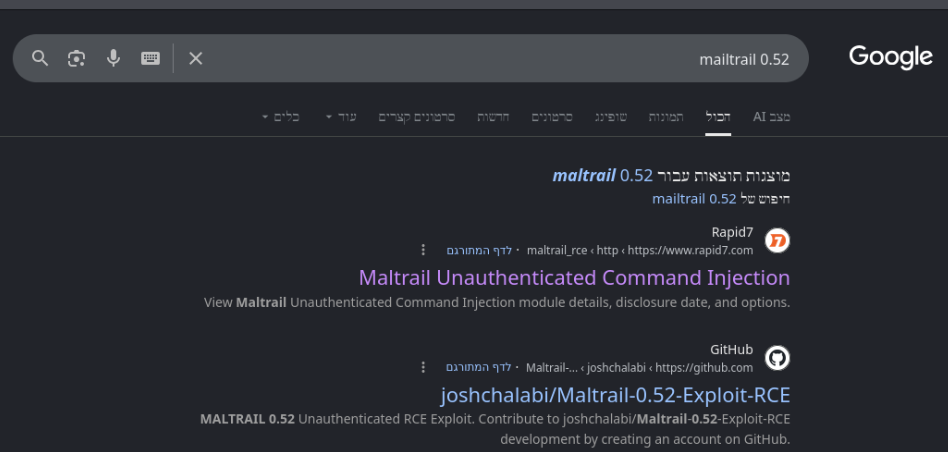 mailtrail 0.52
Google
מצב AI הכול תמונות שופינג סרטונים חדשות סרטונים קצרים עוד כלים
מוצגות תוצאות עבור maltrail 0.52
חיפוש של mailtrail 0.52
Rapid7
https://www.rapid7.com › http › maltrail_rce · לדף המתורגם
Maltrail Unauthenticated Command Injection
View Maltrail Unauthenticated Command Injection module details, disclosure date, and options.
GitHub
https://github.com › joshchalabi › Maltrail-... · לדף המתורגם
joshchalabi/Maltrail-0.52-Exploit-RCE
MALTRAIL 0.52 Unauthenticated RCE Exploit. Contribute to joshchalabi/Maltrail-0.52-Exploit-RCE
development by creating an account on GitHub.